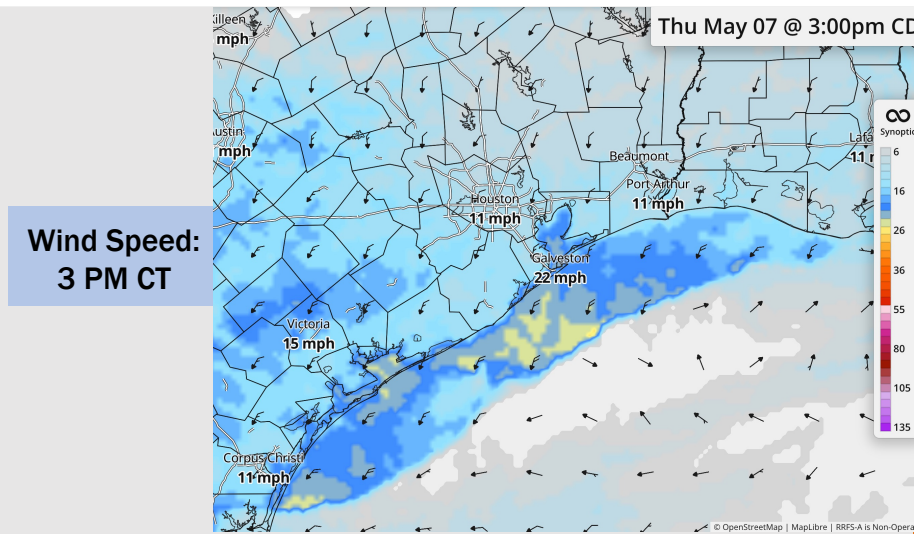 Killeen
mph
Thu May 07 @ 3:00pm CD
Synoptic
6
16
26
36
55
80
105
135
Austin
mph
Lafa
11
Beaumont
Port Arthur
11 mph
Houston
11 mph
Wind Speed:
3 PM CT
Galveston
22 mph
Victoria
15 mph
Corpus Christi
11 mph
© OpenStreetMap | MapLibre | RRFS-A is Non-Opera